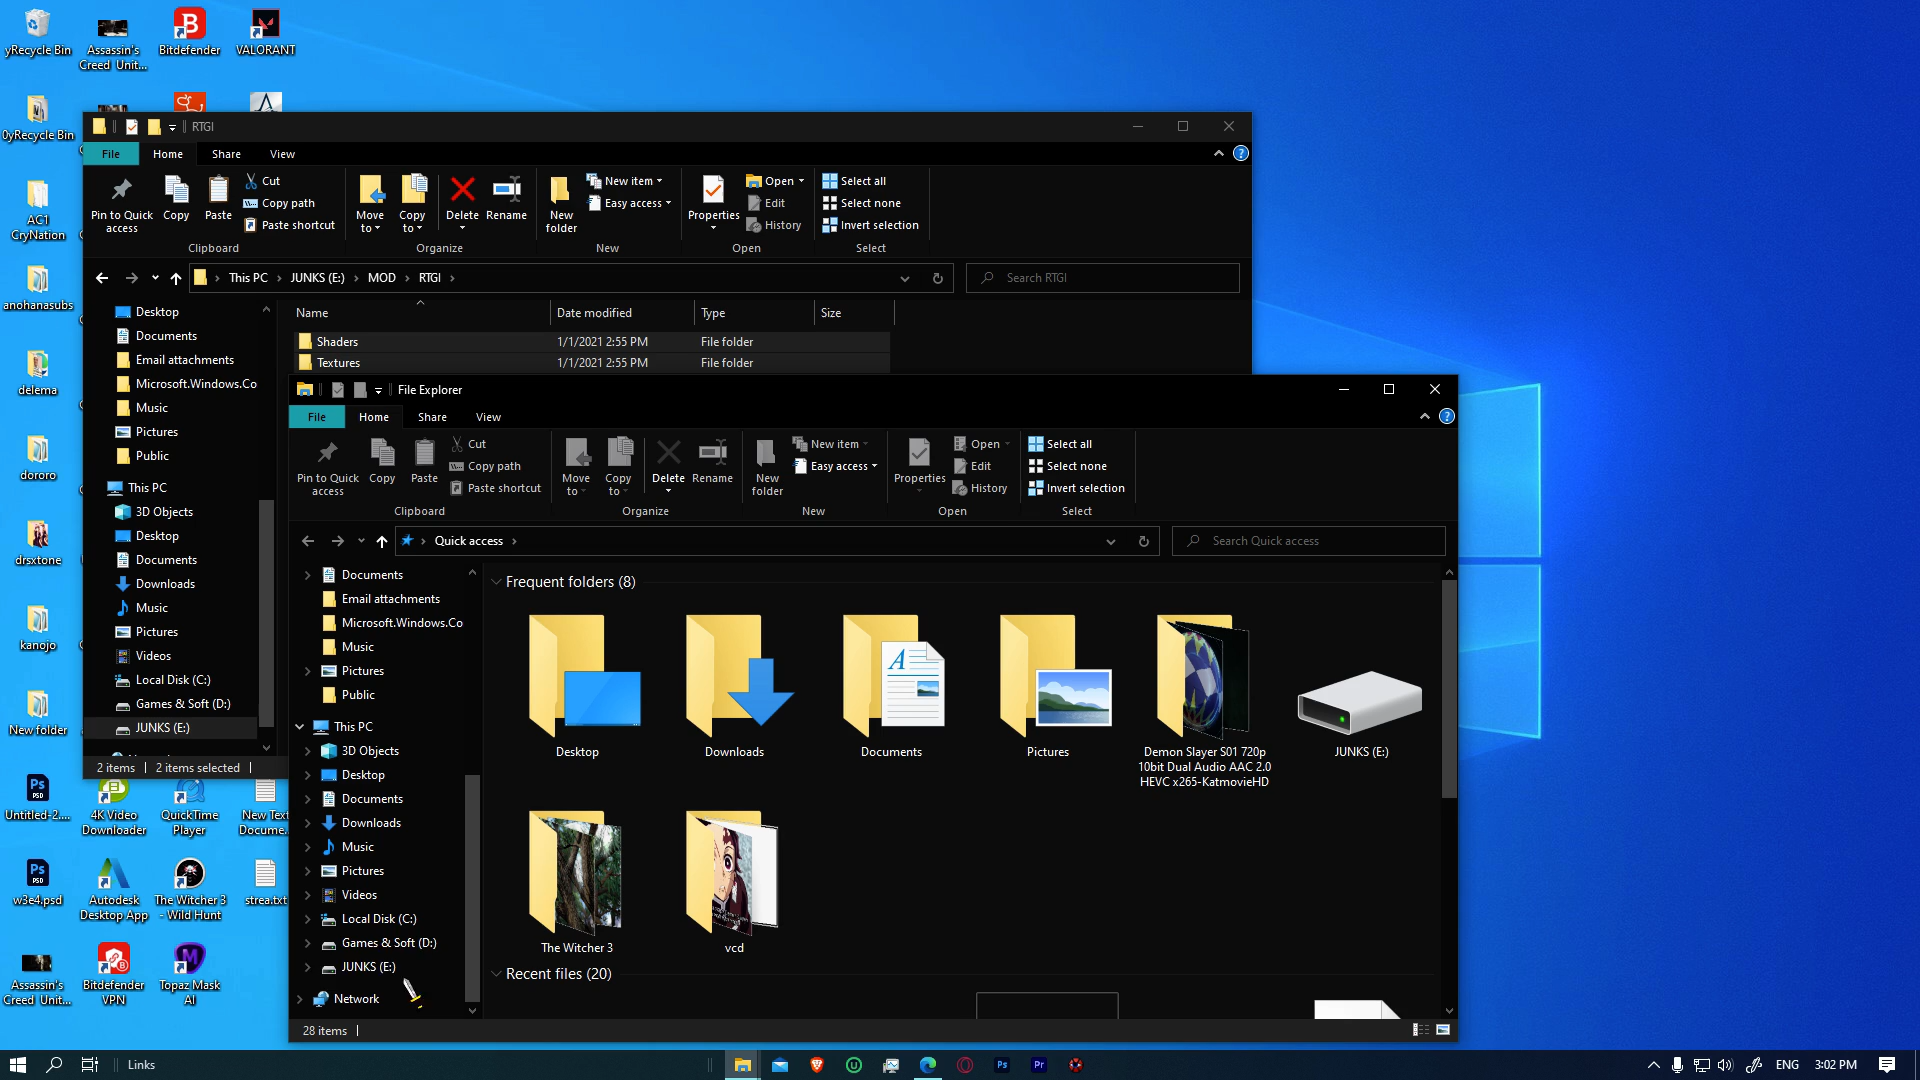 yRecycle Bin
Assassin's
Creed Unit...
Bitdefender
VALORANT
0yRecycle Bin
AC1
CryNation
anohanasubs
delema
dororo
drsxtone
kanojo
New folder
Untitled-2....
4K Video
Downloader
QuickTime
Player
New Text
Docume...
w3e4.psd
Autodesk
Desktop App
The Witcher 3
- Wild Hunt
strea.txt
Assassin's
Creed Unit...
Bitdefender
VPN
Topaz Mask
AI
RTGI
File
Home
Share
View
Pin to Quick
access
Copy
Paste
Cut
Copy path
Paste shortcut
Clipboard
Move
to
Copy
to
Delete
Rename
Organize
New
folder
New item
Easy access
New
Properties
Open
Edit
History
Open
Select all
Select none
Invert selection
Select
This PC
JUNKS (E:)
MOD
RTGI
Search RTGI
Name
Date modified
Type
Size
Shaders
1/1/2021 2:55 PM
File folder
Textures
1/1/2021 2:55 PM
File folder
Desktop
Documents
Email attachments
Microsoft.Windows.Co
Music
Pictures
Public
This PC
3D Objects
Desktop
Documents
Downloads
Music
Pictures
Videos
Local Disk (C:)
Games & Soft (D:)
JUNKS (E:)
2 items
2 items selected
File Explorer
File
Home
Share
View
Pin to Quick
access
Copy
Paste
Cut
Copy path
Paste shortcut
Clipboard
Move
to
Copy
to
Delete
Rename
Organize
New
folder
New item
Easy access
New
Properties
Open
Edit
History
Open
Select all
Select none
Invert selection
Select
Quick access
Search Quick access
Documents
Email attachments
Microsoft.Windows.Co
Music
Pictures
Public
This PC
3D Objects
Desktop
Documents
Downloads
Music
Pictures
Videos
Local Disk (C:)
Games & Soft (D:)
JUNKS (E:)
Network
Frequent folders (8)
Desktop
Downloads
Documents
Pictures
Demon Slayer S01 720p
10bit Dual Audio AAC 2.0
HEVC x265-KatmovieHD
JUNKS (E:)
The Witcher 3
vcd
Recent files (20)
28 items
Links
ENG
3:02 PM